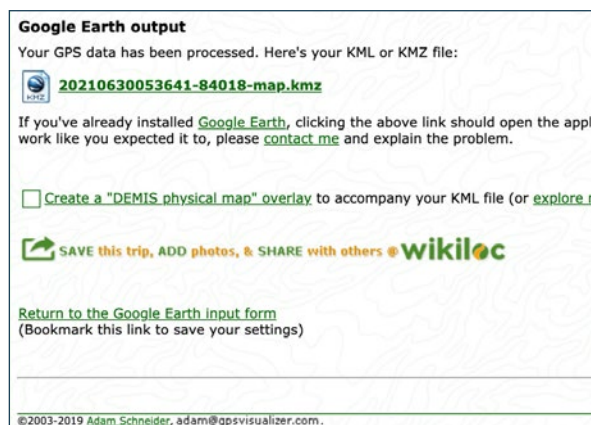 Google Earth output
Your GPS data has been processed. Here's your KML or KMZ file:
KMZ
20210630053641-84018-map.kmz
If you've already installed Google Earth, clicking the above link should open the appl
work like you expected it to, please contact me and explain the problem.
Create a "DEMIS physical map" overlay to accompany your KML file (or explore
SAVE this trip, ADD photos, & SHARE with others @ wikiloc
Return to the Google Earth input form
(Bookmark this link to save your settings)
©2003-2019 Adam Schneider, adam@gpsvisualizer.com.